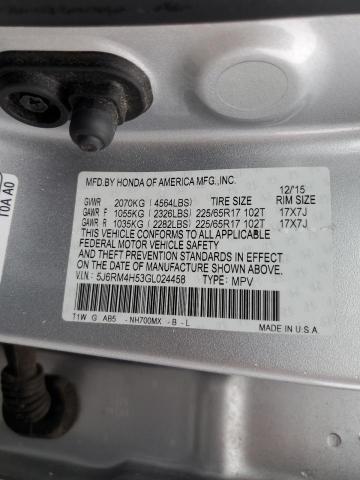 MFD.BY HONDA OF AMERICA MFG.,INC.
12/15
GVWR 2070KG (4564LBS) TIRE SIZE RIM SIZE
GAWR F 1055KG (2326LBS) 225/65R17 102T 17X7J
GAWR R 1035KG (2282LBS) 225/65R17 102T 17X7J
THIS VEHICLE CONFORMS TO ALL APPLICABLE
FEDERAL MOTOR VEHICLE SAFETY
AND THEFT PREVENTION STANDARDS IN EFFECT
ON THE DATE OF MANUFACTURE SHOWN ABOVE.
V.I.N.: 5J6RM4H53GL024458 TYPE: MPV
T1W G AB5 -NH700MX -B-L
MADE IN U.S.A.
10A A0